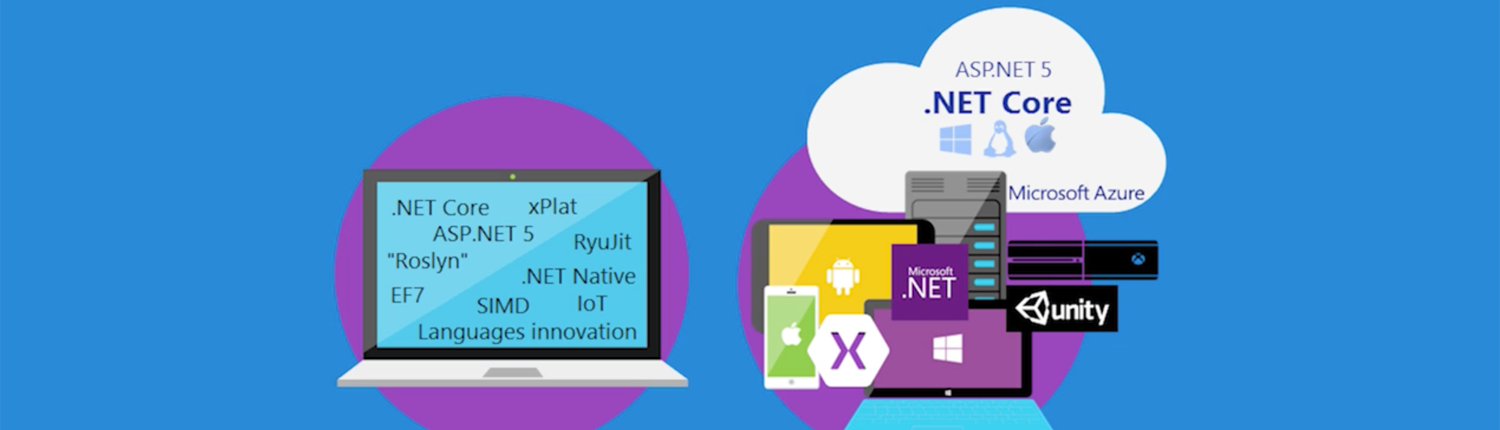 .NET Core xPlat
ASP.NET 5
RyuJit
"Roslyn"
.NET Native
EF7
SIMD IoT
Languages innovation
ASP.NET 5
.NET Core
Microsoft Azure
Microsoft
.NET
unity